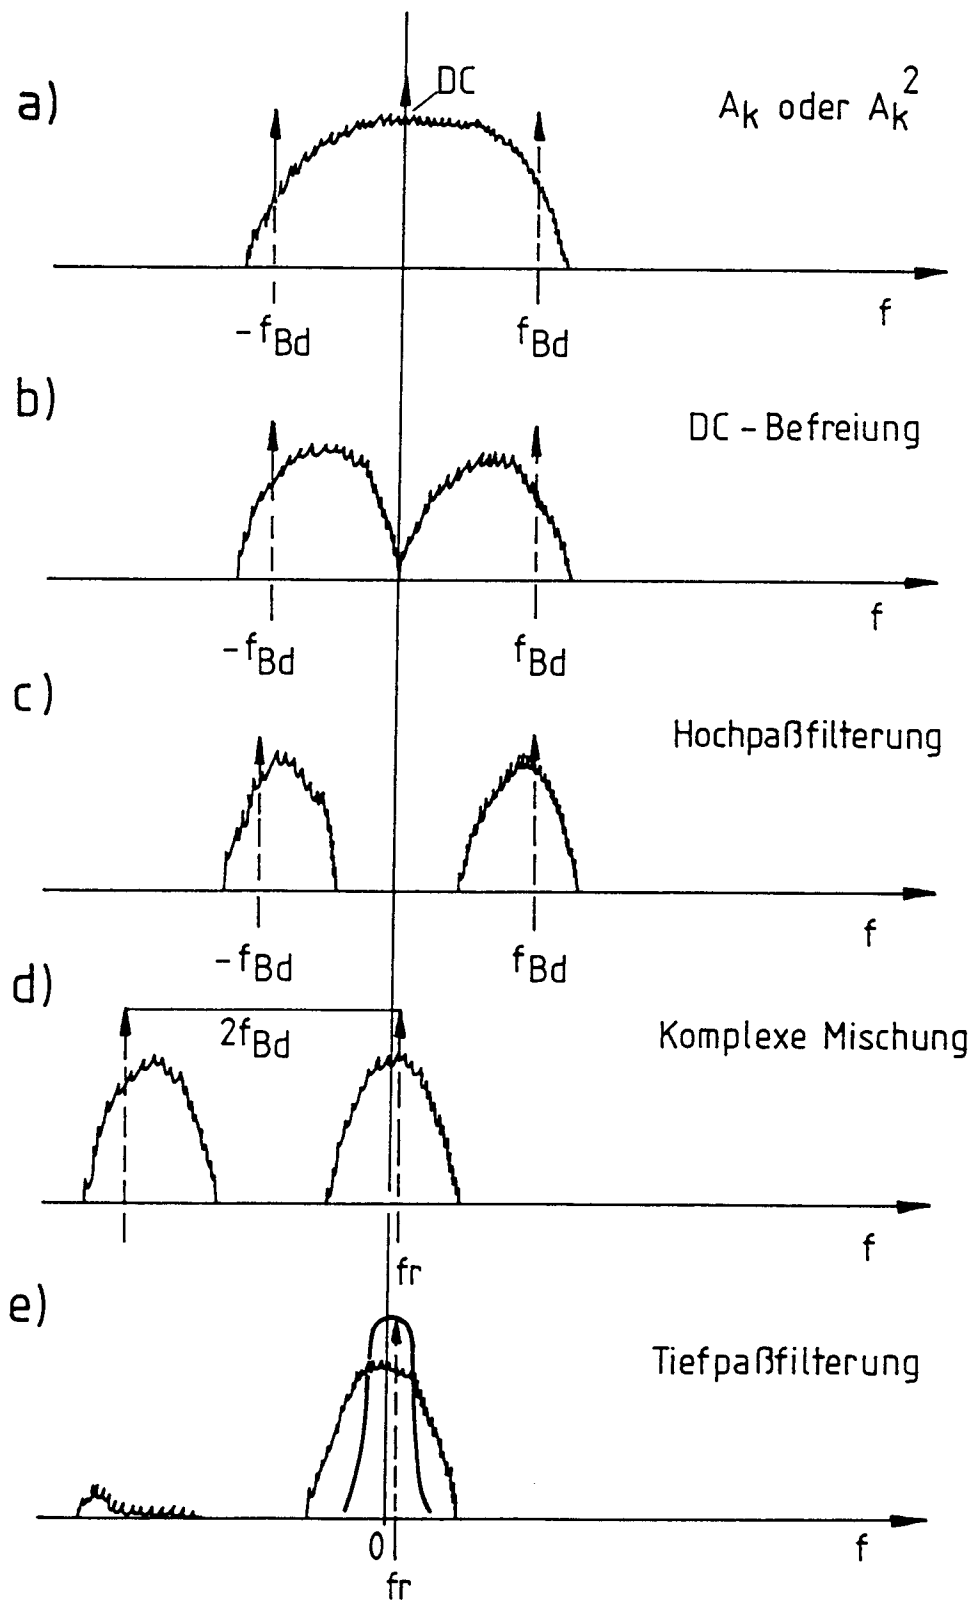 a)
DC
Ak oder Ak²
-fBd
fBd
f
b)
DC - Befreiung
-fBd
fBd
f
c)
Hochpaßfilterung
-fBd
fBd
f
d)
2fBd
Komplexe Mischung
fr
f
e)
Tiefpaßfilterung
0
fr
f